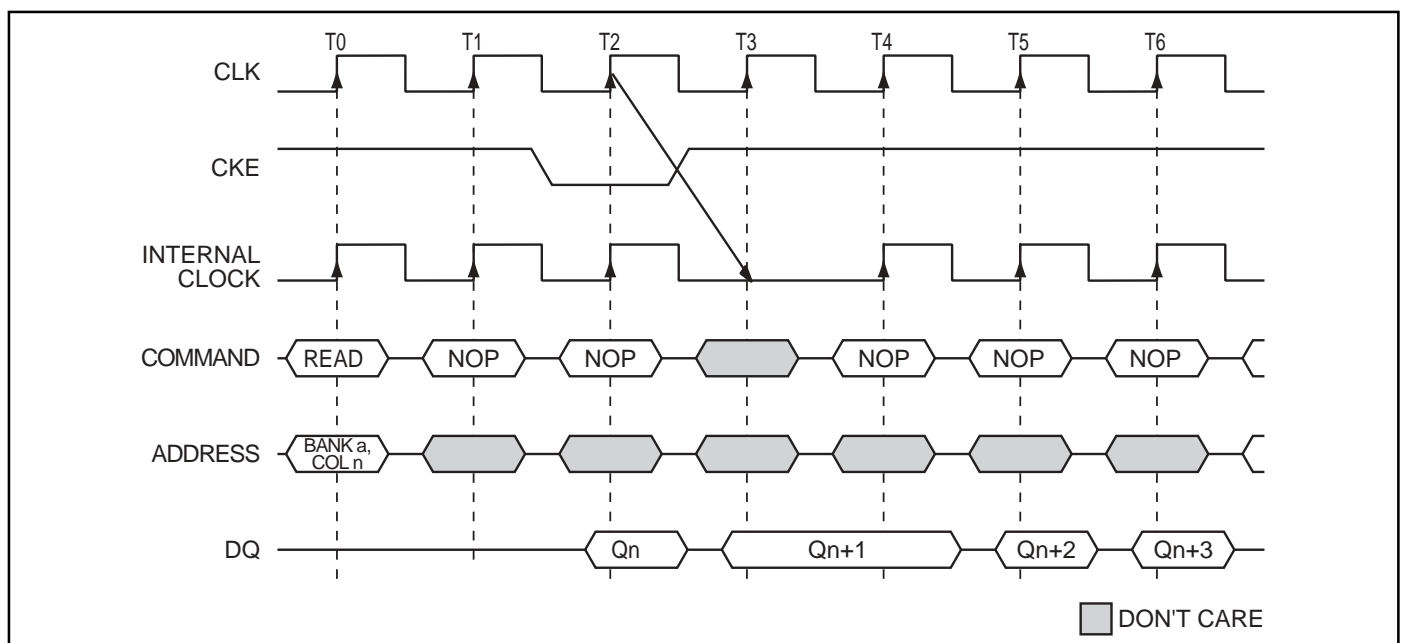 T0 T1 T2 T3 T4 T5 T6
CLK
CKE
INTERNAL
CLOCK
COMMAND READ NOP NOP NOP NOP NOP
ADDRESS BANK a,
COL n
DQ Qn Qn+1 Qn+2 Qn+3
DON'T CARE